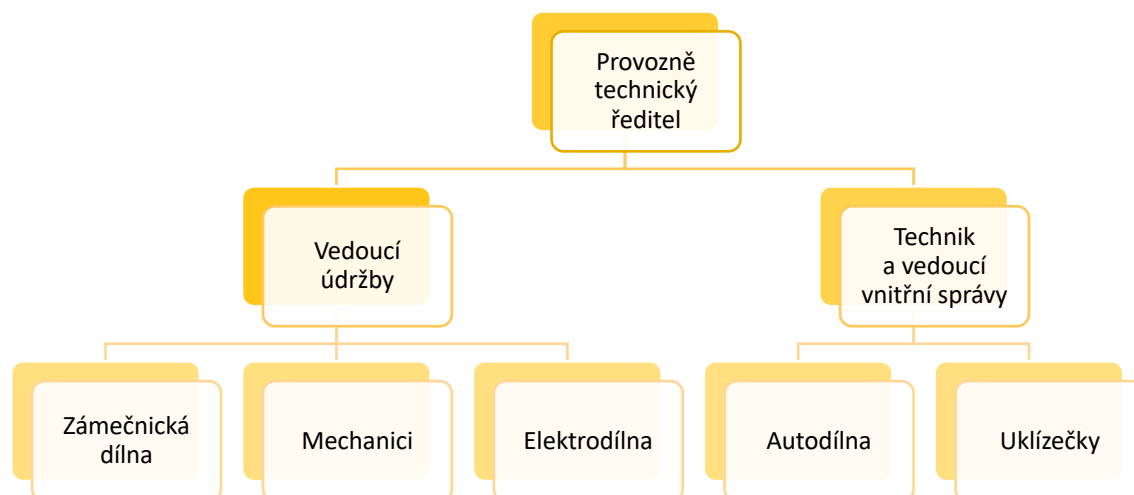 Provozně
technický
ředitel
Vedoucí
údržby
Technik
a vedoucí
vnitřní správy
Zámečnická
dílna
Mechanici
Elektrodílna
Autodílna
Uklízečky